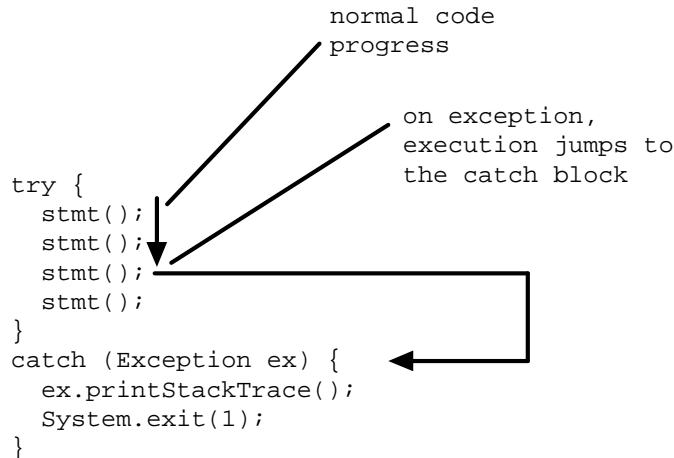 normal code
progress
on exception,
execution jumps to
the catch block
try {
  stmt();
  stmt();
  stmt();
  stmt();
}
catch (Exception ex) {
  ex.printStackTrace();
  System.exit(1);
}